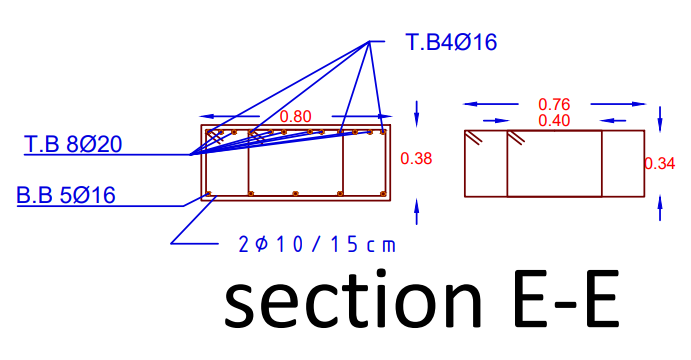 T.B4Ø16
0.80
0.76
0.40
T.B 8Ø20
0.38
0.34
B.B 5Ø16
2Ø10/15cm
section E-E